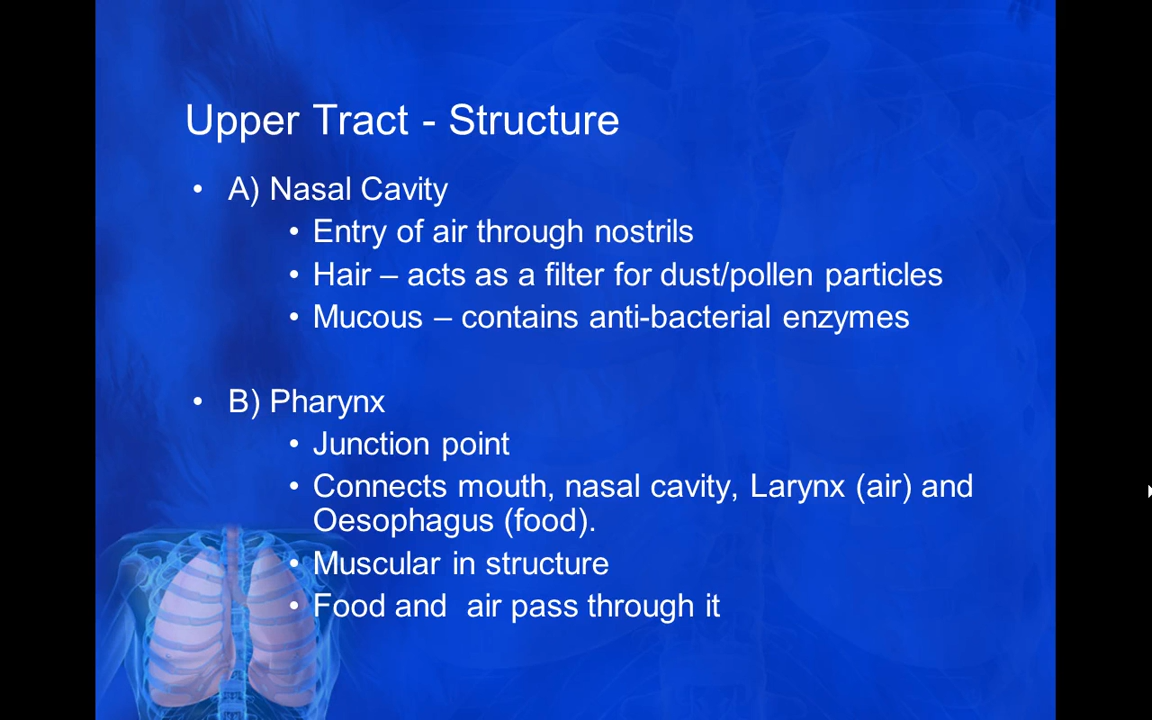 Upper Tract - Structure
• A) Nasal Cavity
• Entry of air through nostrils
• Hair – acts as a filter for dust/pollen particles
• Mucous – contains anti-bacterial enzymes
• B) Pharynx
• Junction point
• Connects mouth, nasal cavity, Larynx (air) and
Oesophagus (food).
• Muscular in structure
• Food and  air pass through it